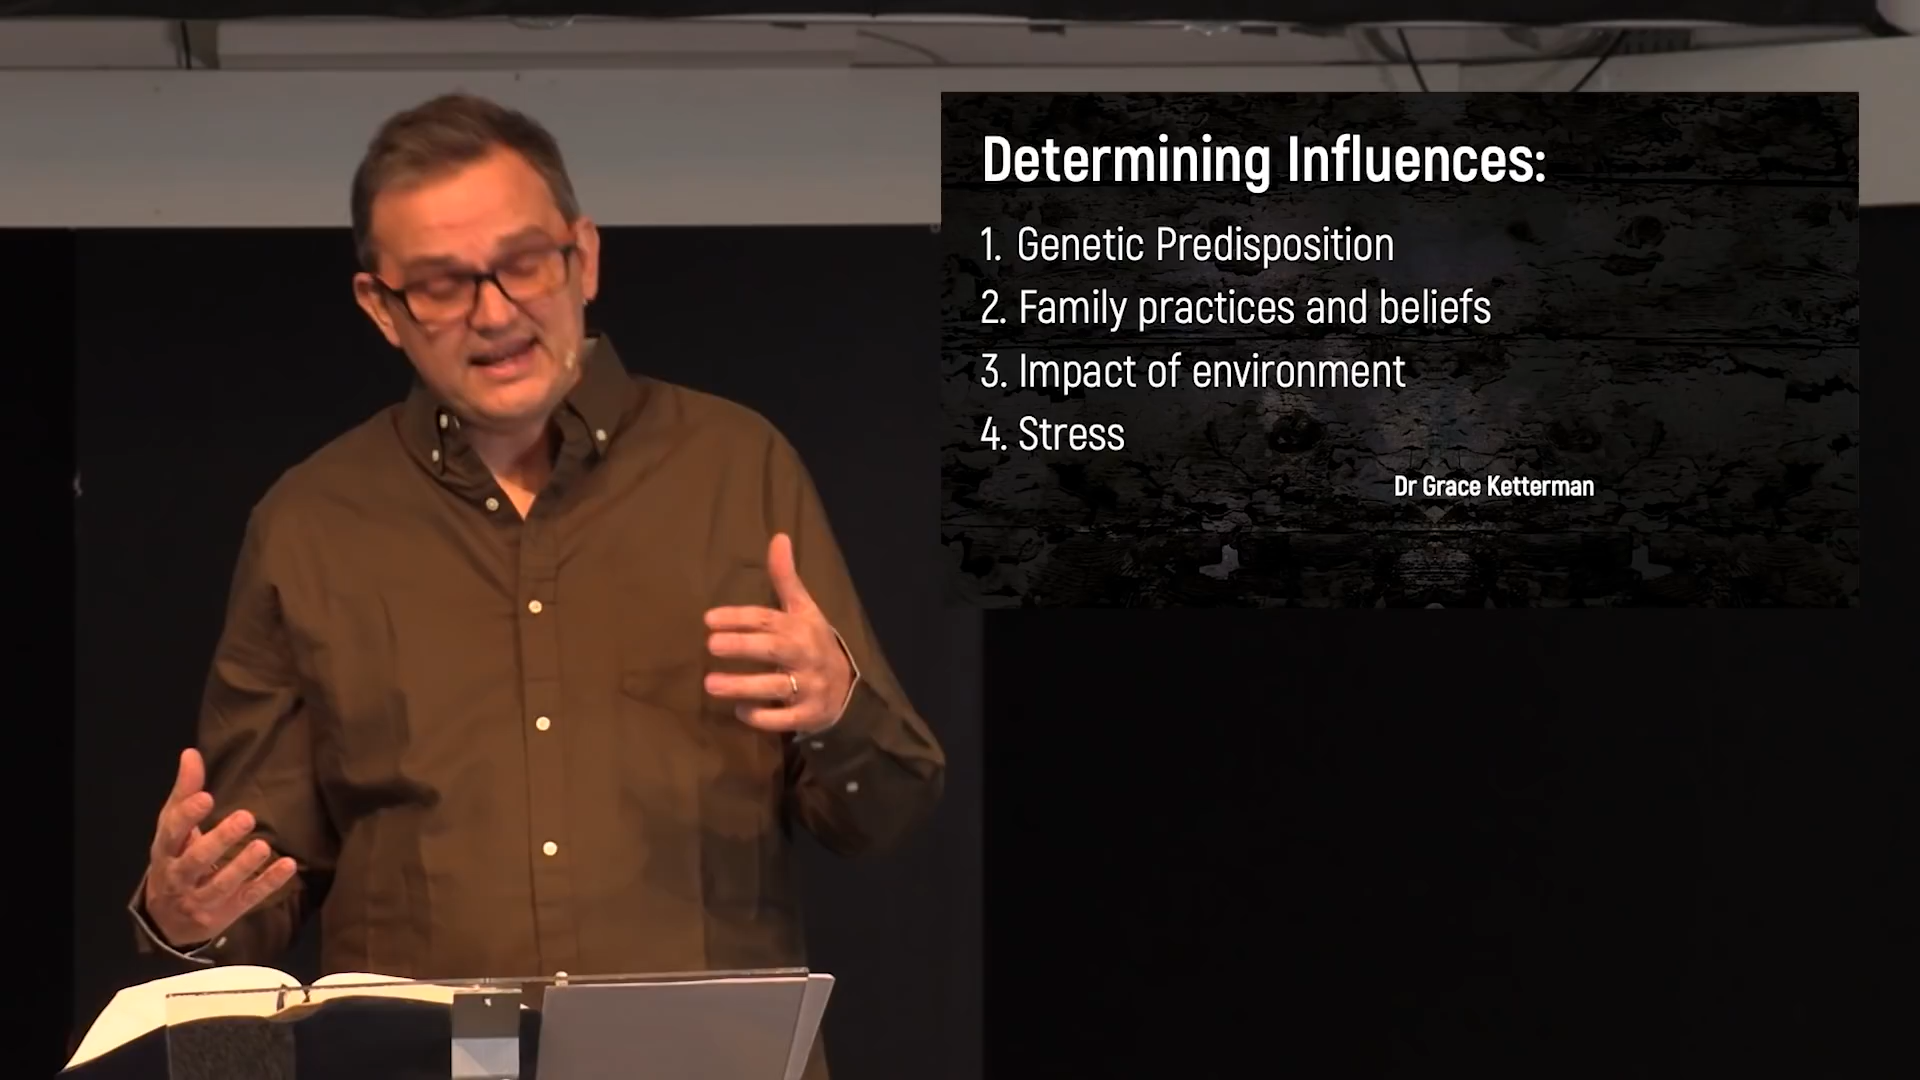 Determining Influences:
1. Genetic Predisposition
2. Family practices and beliefs
3. Impact of environment
4. Stress
Dr Grace Ketterman